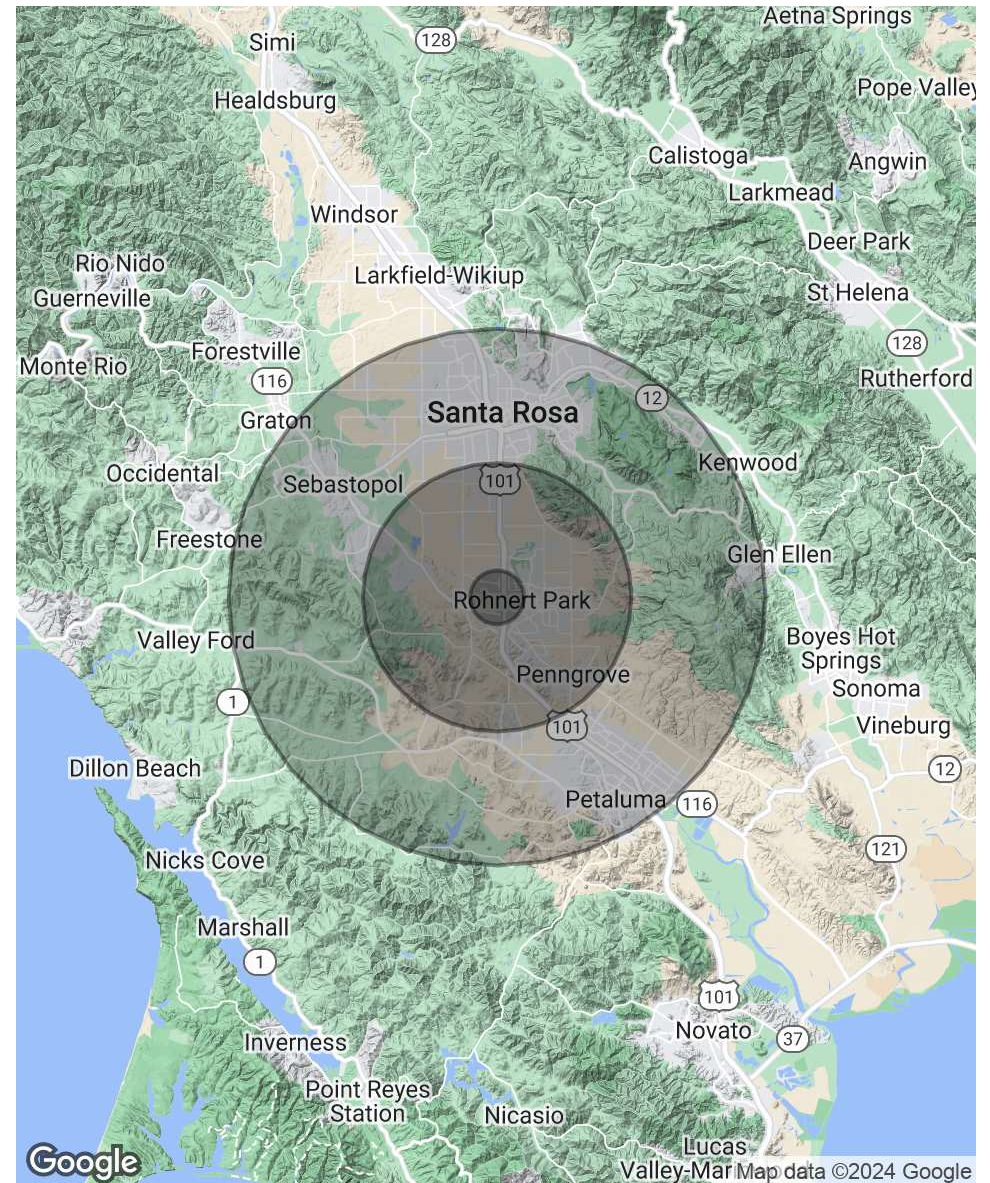 Aetna Springs
128
Simi
Pope Valley
Healdsburg
Calistoga
Angwin
Larkmead
Windsor
Deer Park
Rio Nido
Larkfield-Wikiup
St Helena
Guerneville
128
Forestville
Monte Rio
116
Rutherford
12
Santa Rosa
Graton
Kenwood
Occidental
101
Sebastopol
Freestone
Glen Ellen
Rohnert Park
Valley Ford
Boyes Hot
Springs
Penngrove
Sonoma
1
101
Vineburg
Dillon Beach
12
Petaluma
116
121
Nicks Cove
Marshall
1
101
Novato
37
Inverness
Point Reyes
Station
Nicasio
Lucas
Google
Valley-Mar
Map data ©2024 Google